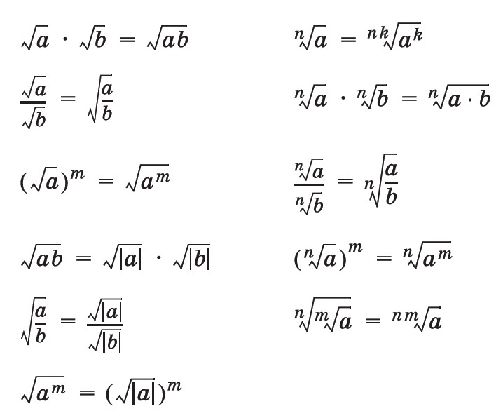 √a · √b = √ab
ⁿ√a = ⁿᵏ√aᵏ
√a/√b = √(a/b)
ⁿ√a · ⁿ√b = ⁿ√(a · b)
(√a)ᵐ = √aᵐ
ⁿ√a/ⁿ√b = ⁿ√(a/b)
√ab = √|a| · √|b|
(ⁿ√a)ᵐ = ⁿ√aᵐ
√(a/b) = √|a|/√|b|
ⁿ√(ᵐ√a) = ⁿᵐ√a
√aᵐ = (√|a|)ᵐ